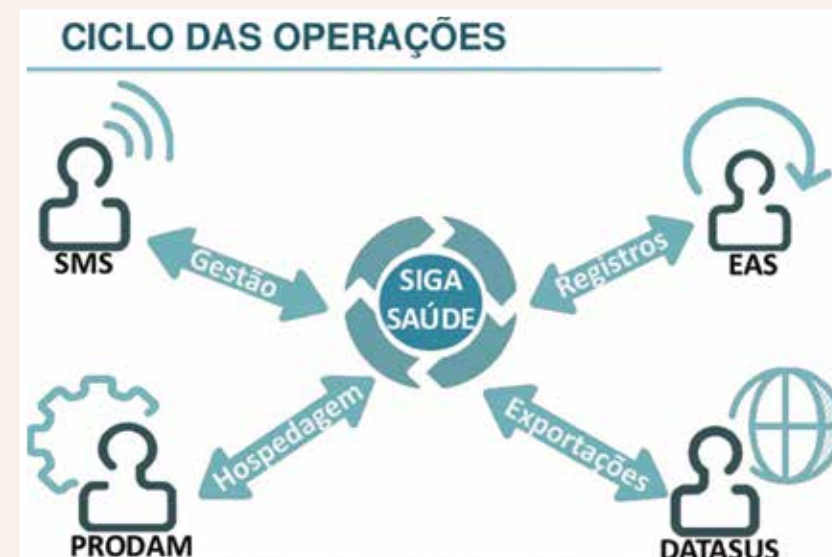 CICLO DAS OPERAÇÕES
SMS
Gestão
SIGA
SAÚDE
Registros
EAS
PRODAM
Hospedagem
Exportações
DATASUS